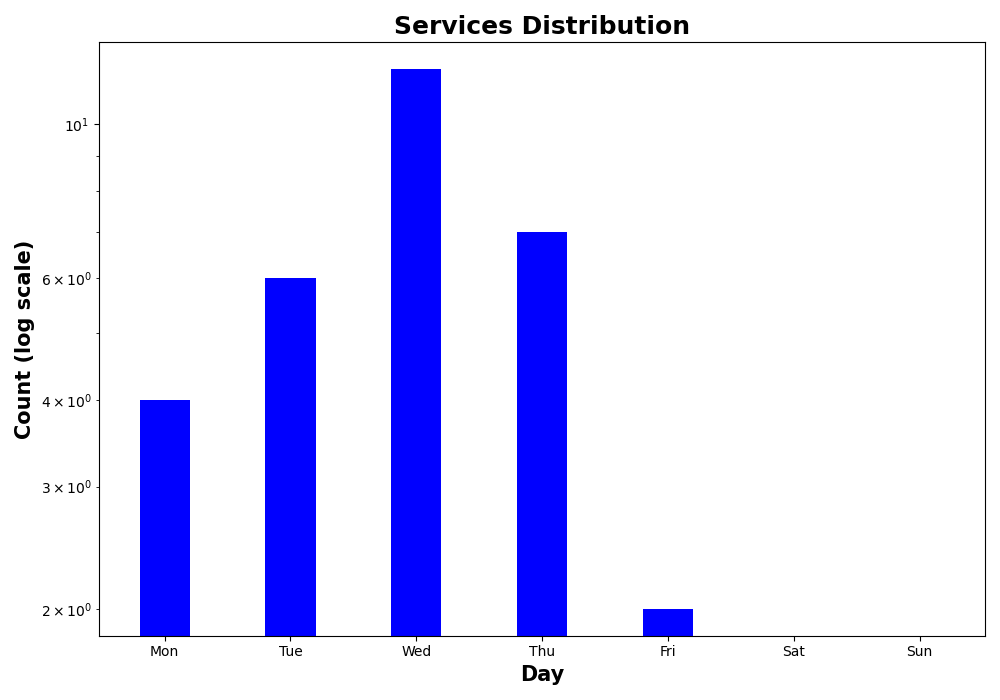 Services Distribution
Count (log scale)
10¹
6 × 10⁰
4 × 10⁰
3 × 10⁰
2 × 10⁰
Mon Tue Wed Thu Fri Sat Sun
Day